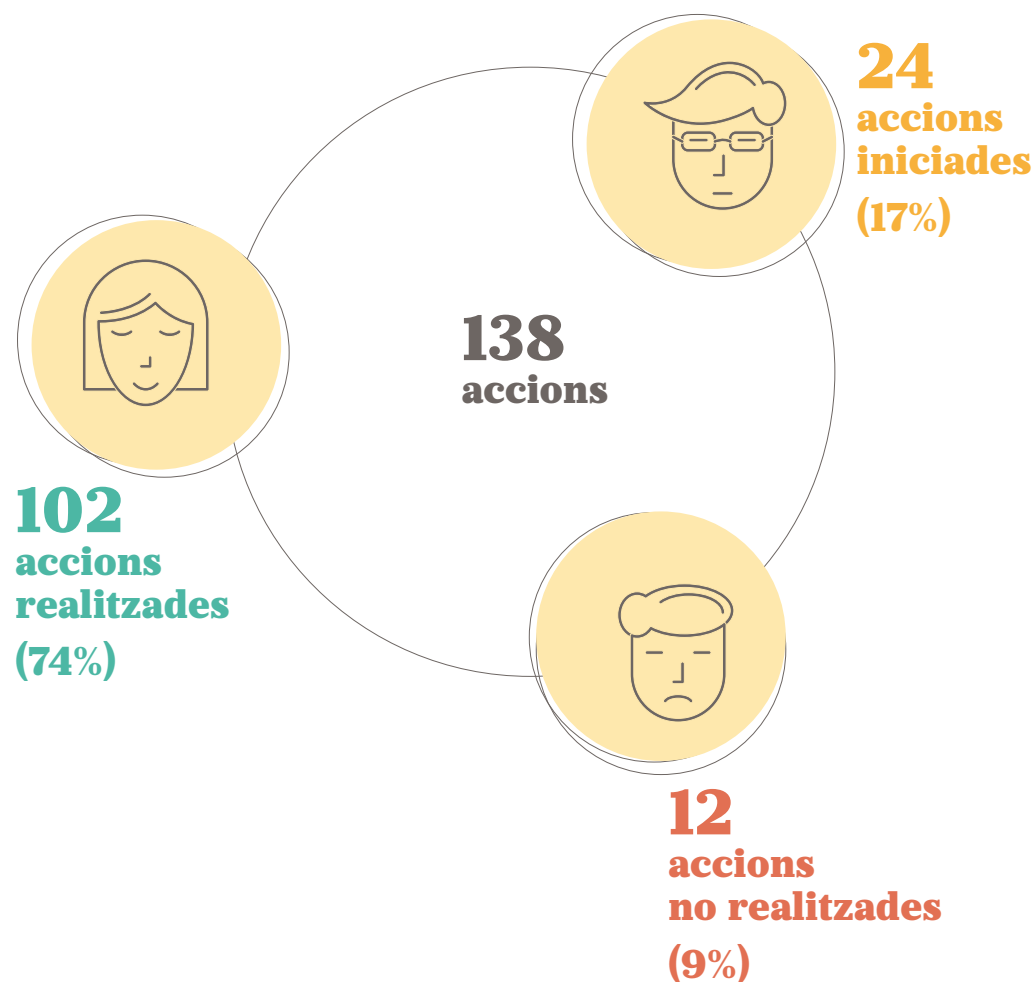 24
accions
iniciades
(17%)
138
accions
102
accions
realitzades
(74%)
12
accions
no realitzades
(9%)